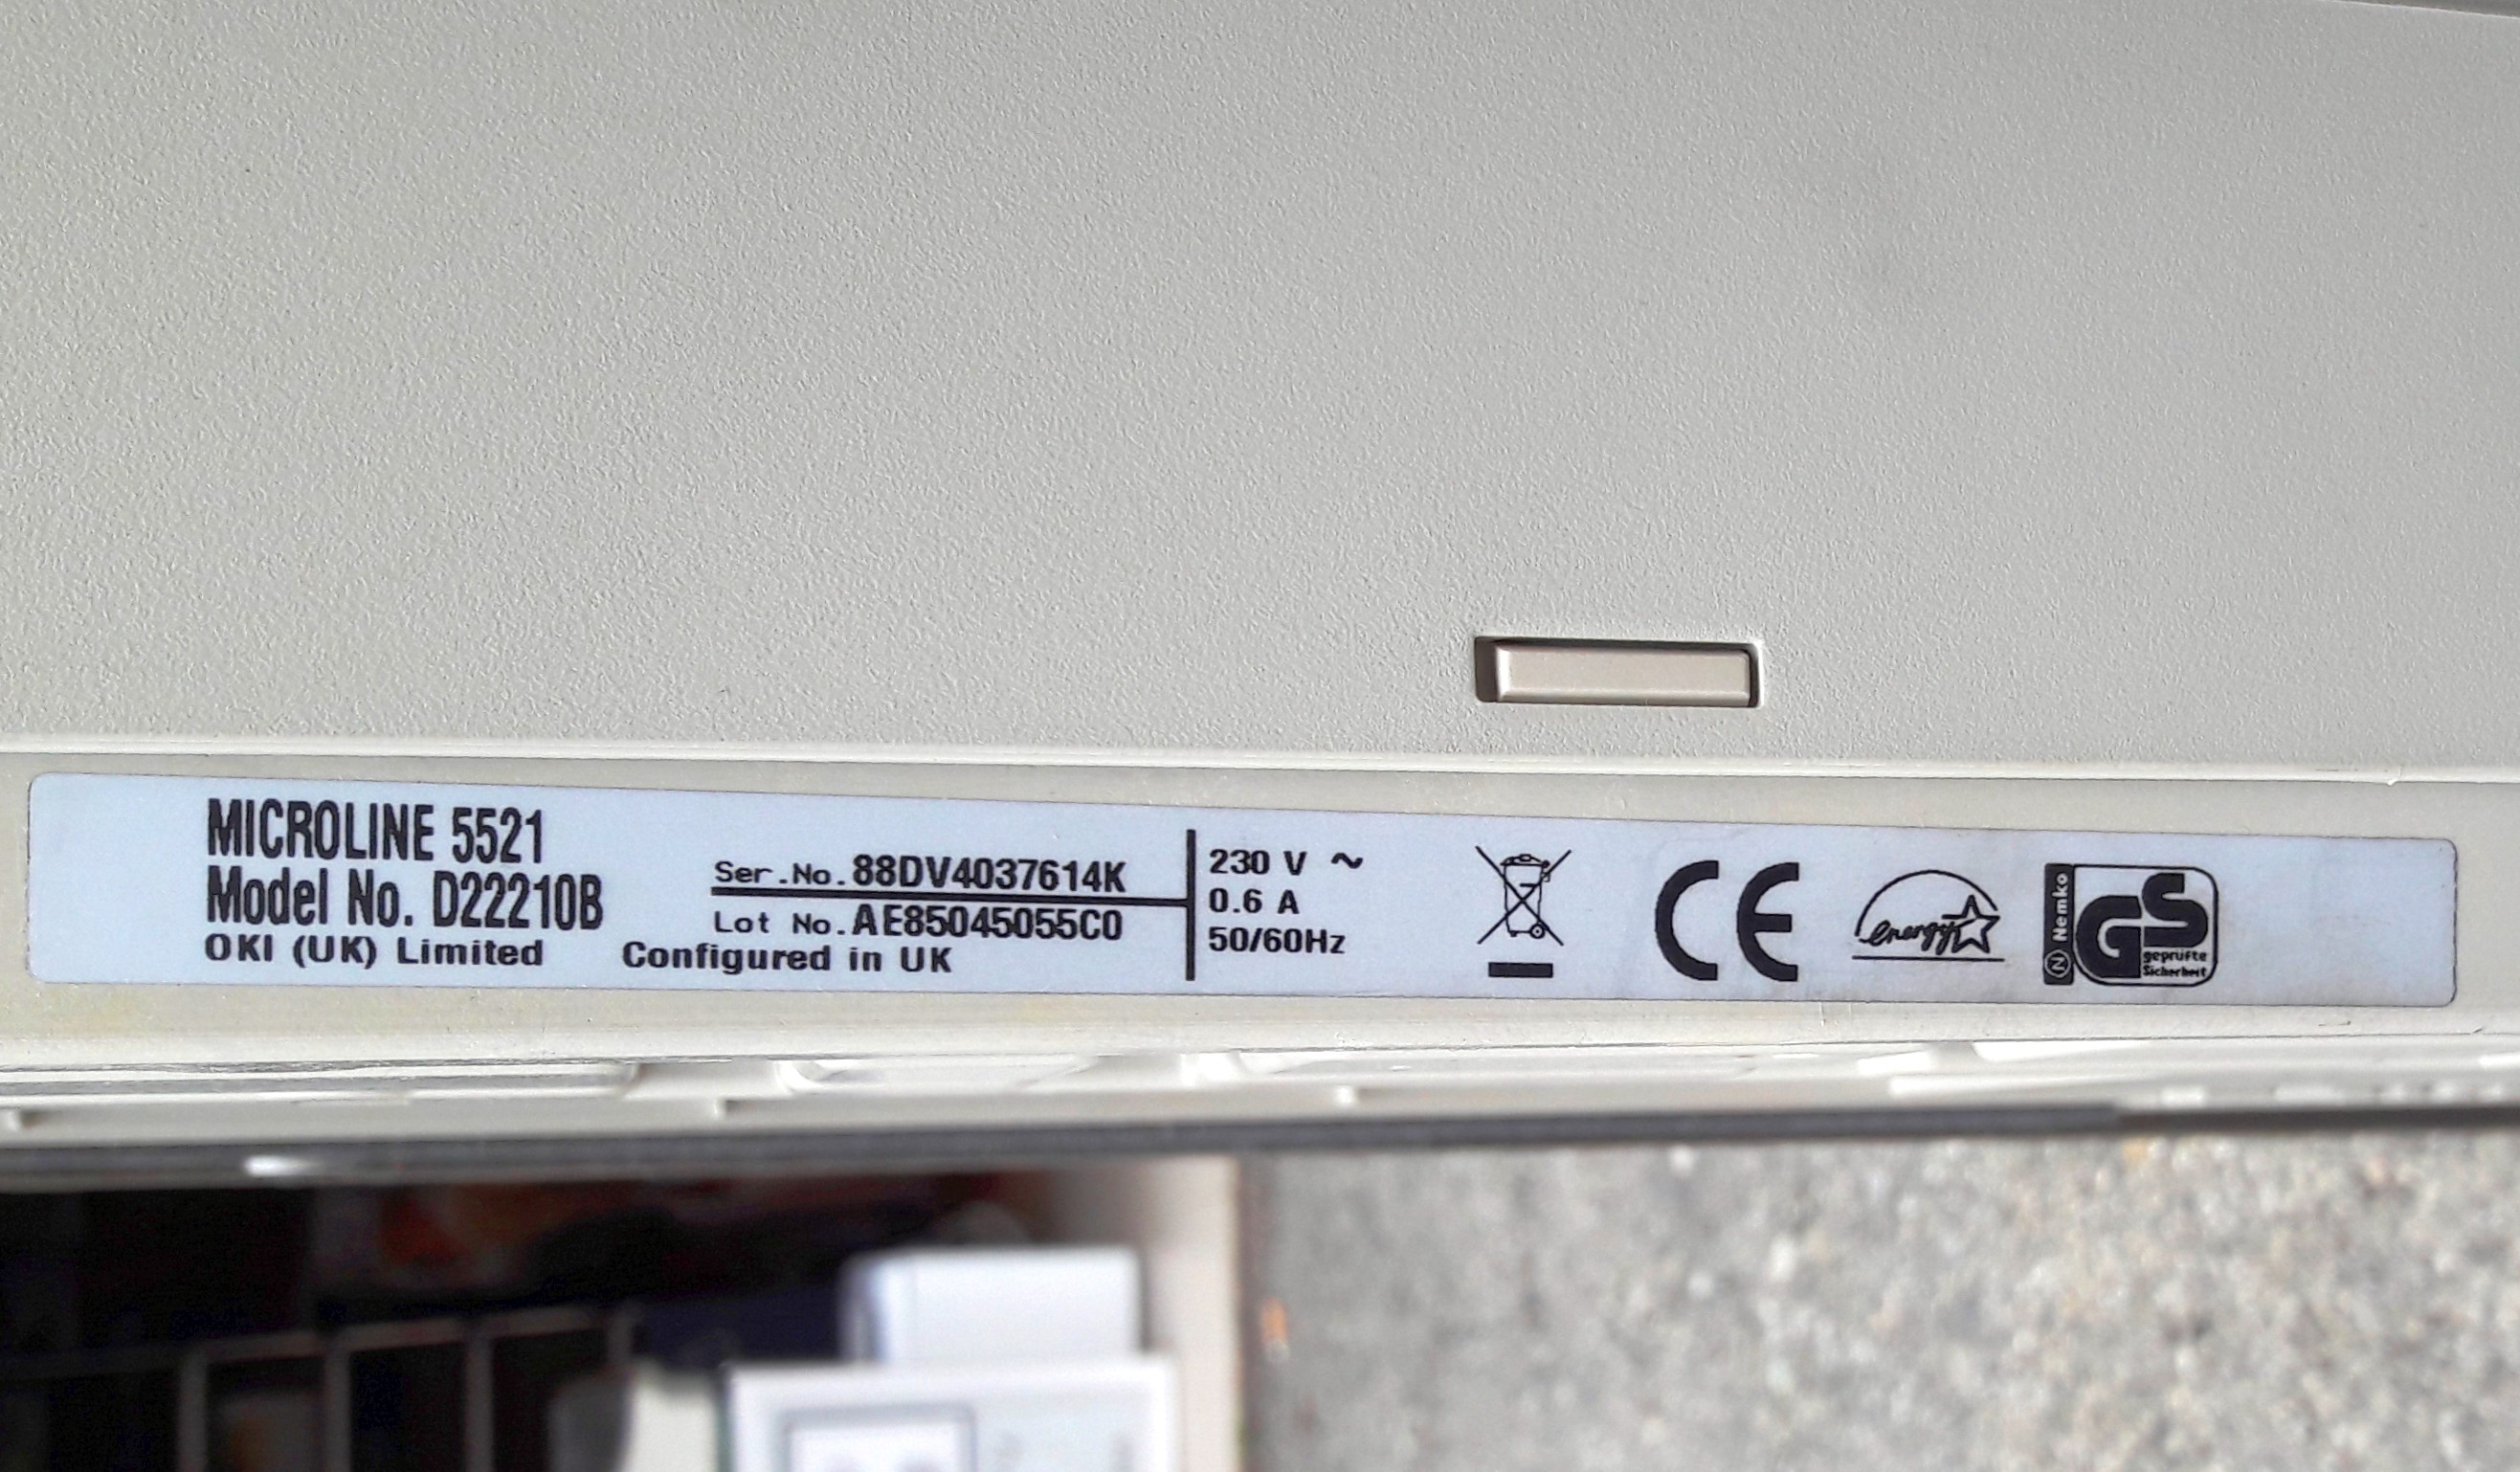 MICROLINE 5521
Model No. D22210B
OKI (UK) Limited
Configured in UK
Ser.No. 88DV4037614K
Lot No. AE85045055C0
230 V ~
0.6 A
50/60Hz
CE
energy
N Nemko
GS
geprüfte
Sicherheit